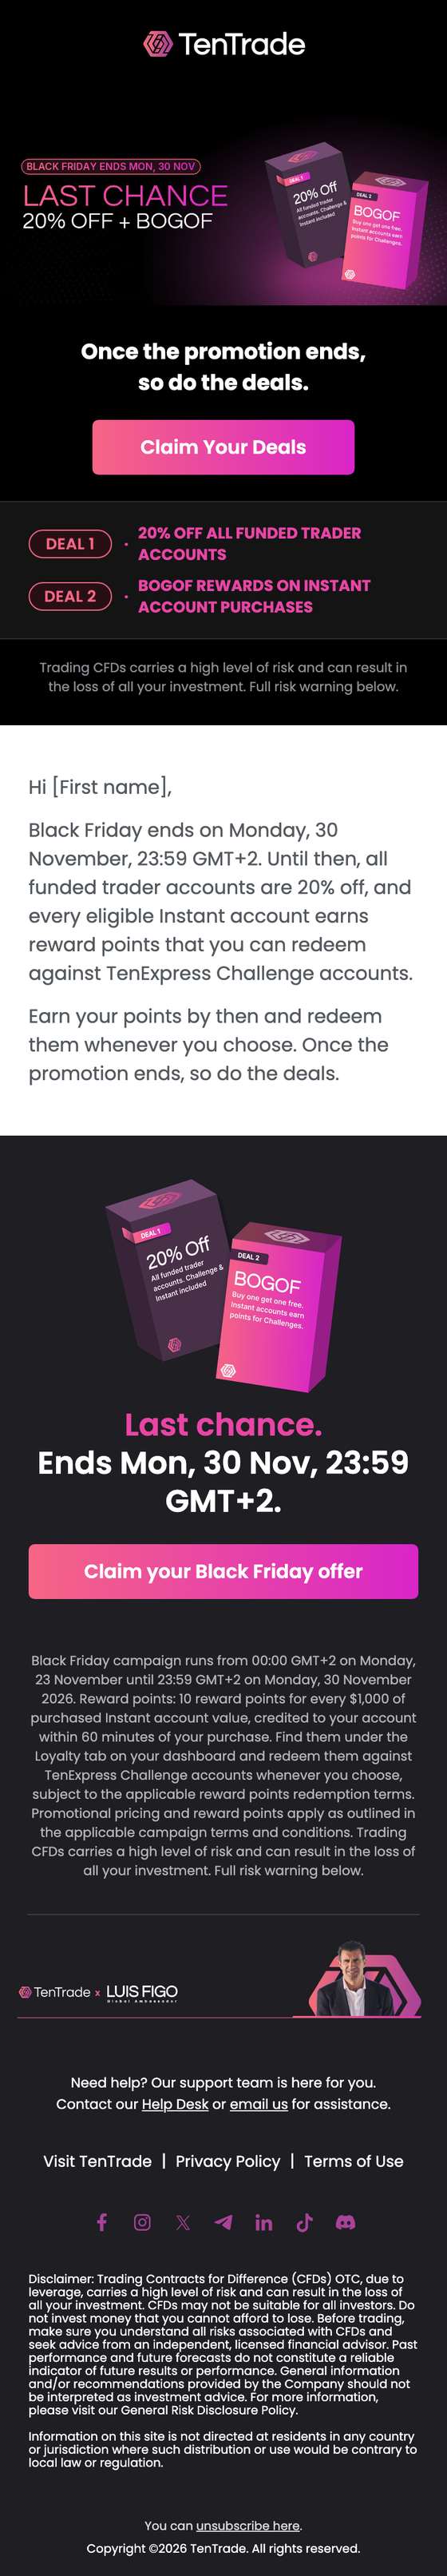 TenTrade
BLACK FRIDAY ENDS MON, 30 NOV
LAST CHANCE
20% OFF + BOGOF
DEAL 1
20% Off
All funded trader
accounts. Challenge &
Instant included
DEAL 2
BOGOF
Buy one get one free.
Instant accounts earn
points for Challenges.
Once the promotion ends,
so do the deals.
Claim Your Deals
DEAL 1 · 20% OFF ALL FUNDED TRADER
ACCOUNTS
DEAL 2 · BOGOF REWARDS ON INSTANT
ACCOUNT PURCHASES
Trading CFDs carries a high level of risk and can result in
the loss of all your investment. Full risk warning below.
Hi [First name],
Black Friday ends on Monday, 30
November, 23:59 GMT+2. Until then, all
funded trader accounts are 20% off, and
every eligible Instant account earns
reward points that you can redeem
against TenExpress Challenge accounts.
Earn your points by then and redeem
them whenever you choose. Once the
promotion ends, so do the deals.
DEAL 1
20% Off
All funded trader
accounts. Challenge &
Instant included
DEAL 2
BOGOF
Buy one get one free.
Instant accounts earn
points for Challenges.
Last chance.
Ends Mon, 30 Nov, 23:59
GMT+2.
Claim your Black Friday offer
Black Friday campaign runs from 00:00 GMT+2 on Monday,
23 November until 23:59 GMT+2 on Monday, 30 November
2026. Reward points: 10 reward points for every $1,000 of
purchased Instant account value, credited to your account
within 60 minutes of your purchase. Find them under the
Loyalty tab on your dashboard and redeem them against
TenExpress Challenge accounts whenever you choose,
subject to the applicable reward points redemption terms.
Promotional pricing and reward points apply as outlined in
the applicable campaign terms and conditions. Trading
CFDs carries a high level of risk and can result in the loss of
all your investment. Full risk warning below.
TenTrade x LUIS FIGO
Global Ambassador
Need help? Our support team is here for you.
Contact our Help Desk or email us for assistance.
Visit TenTrade | Privacy Policy | Terms of Use
Disclaimer: Trading Contracts for Difference (CFDs) OTC, due to
leverage, carries a high level of risk and can result in the loss of
all your investment. CFDs may not be suitable for all investors. Do
not invest money that you cannot afford to lose. Before trading,
make sure you understand all risks associated with CFDs and
seek advice from an independent, licensed financial advisor. Past
performance and future forecasts do not constitute a reliable
indicator of future results or performance. General information
and/or recommendations provided by the Company should not
be interpreted as investment advice. For more information,
please visit our General Risk Disclosure Policy.
Information on this site is not directed at residents in any country
or jurisdiction where such distribution or use would be contrary to
local law or regulation.
You can unsubscribe here.
Copyright ©2026 TenTrade. All rights reserved.